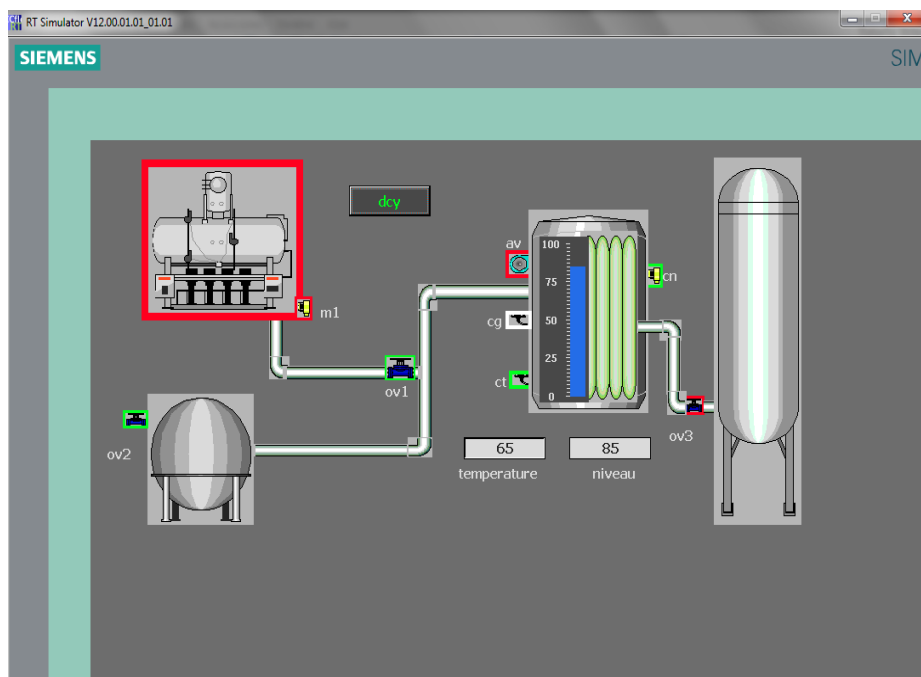 RT Simulator V12.00.01.01_01.01
SIEMENS
SIM
dcy
av
100
75
50
25
0
cn
m1
cg
ct
ov1
ov2
ov3
65
85
temperature
niveau